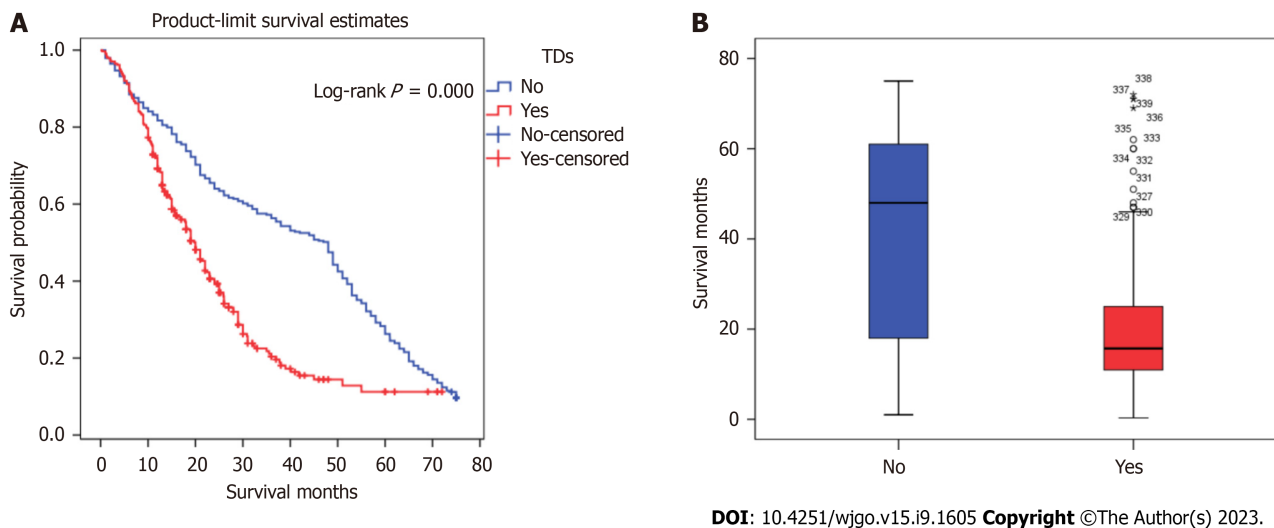 A
Product-limit survival estimates
1.0
0.8
0.6
0.4
0.2
0.0
Survival probability
0 10 20 30 40 50 60 70 80
Survival months
Log-rank P = 0.000
TDs
No
Yes
No-censored
Yes-censored
B
80
60
40
20
0
Survival months
338
337
339
336
335 333
334 332
331
327
329 330
No Yes
DOI: 10.4251/wjgo.v15.i9.1605 Copyright ©The Author(s) 2023.